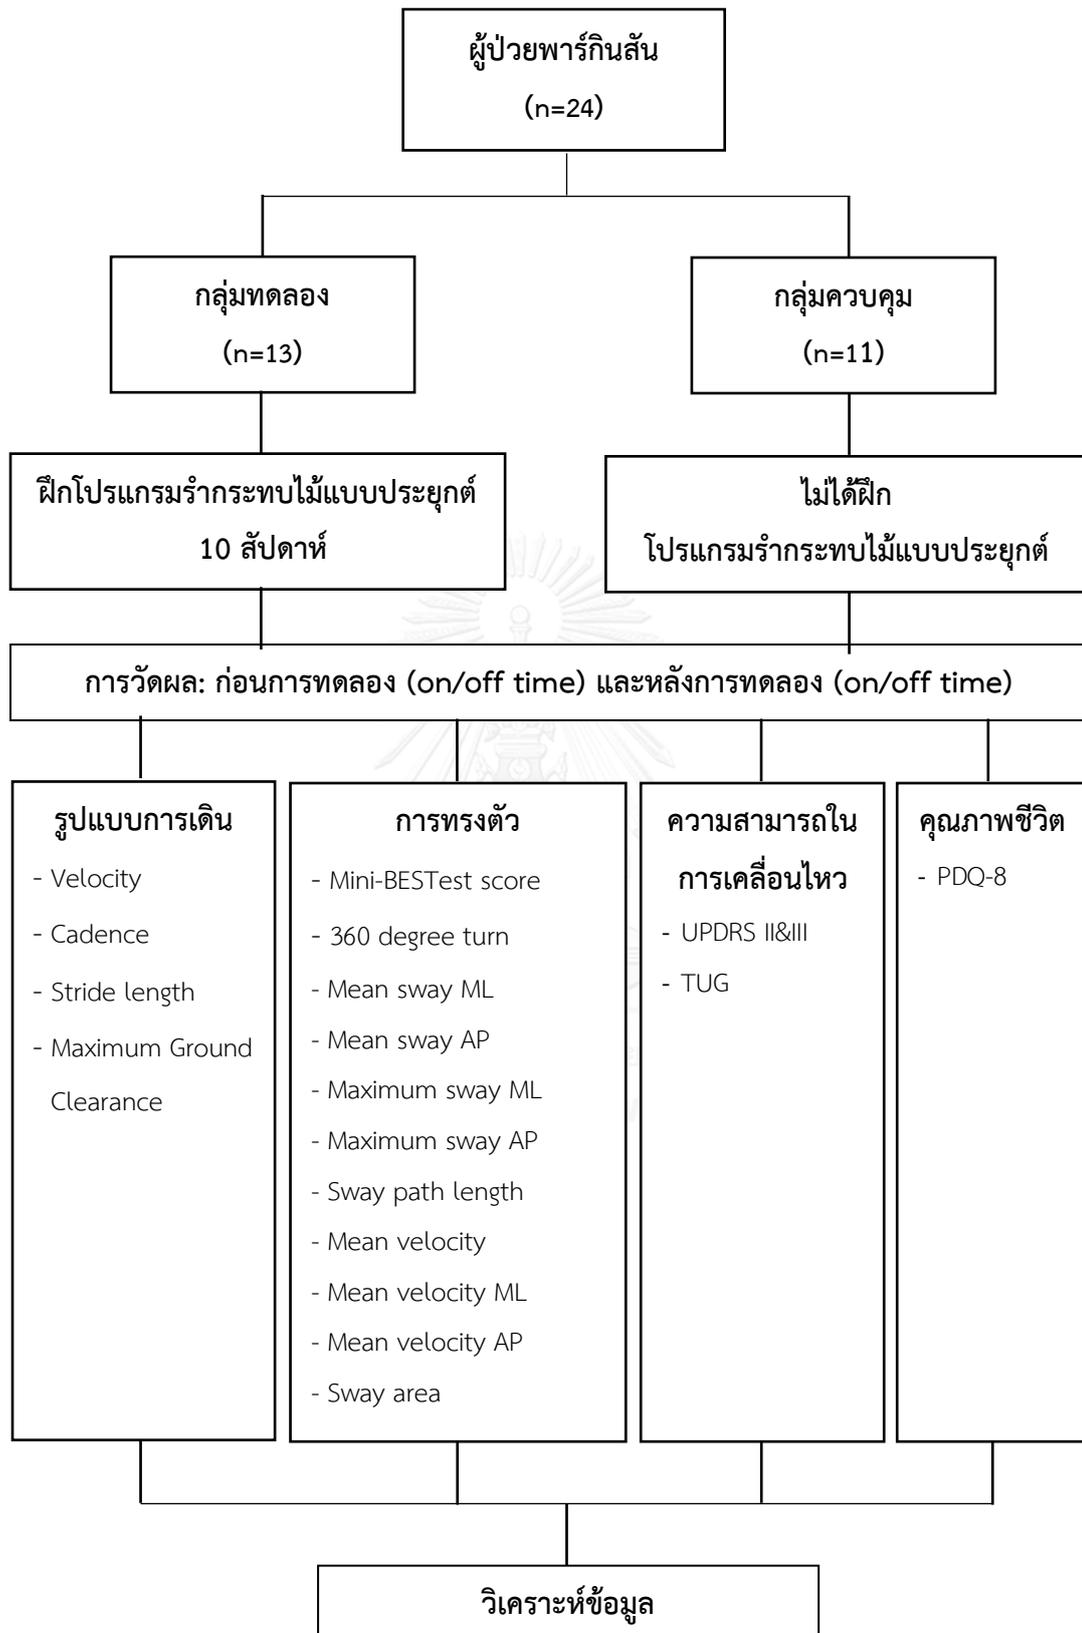 ผู้ป่วยพาร์กินสัน
(n=24)
กลุ่มทดลอง
(n=13)
กลุ่มควบคุม
(n=11)
ฝึกโปรแกรมรำกระทบไม้แบบประยุกต์
10 สัปดาห์
ไม่ได้ฝึก
โปรแกรมรำกระทบไม้แบบประยุกต์
การวัดผล: ก่อนการทดลอง (on/off time) และหลังการทดลอง (on/off time)
รูปแบบการเดิน
- Velocity
- Cadence
- Stride length
- Maximum Ground
Clearance
การทรงตัว
- Mini-BESTest score
- 360 degree turn
- Mean sway ML
- Mean sway AP
- Maximum sway ML
- Maximum sway AP
- Sway path length
- Mean velocity
- Mean velocity ML
- Mean velocity AP
- Sway area
ความสามารถใน
การเคลื่อนไหว
- UPDRS II&III
- TUG
คุณภาพชีวิต
- PDQ-8
วิเคราะห์ข้อมูล